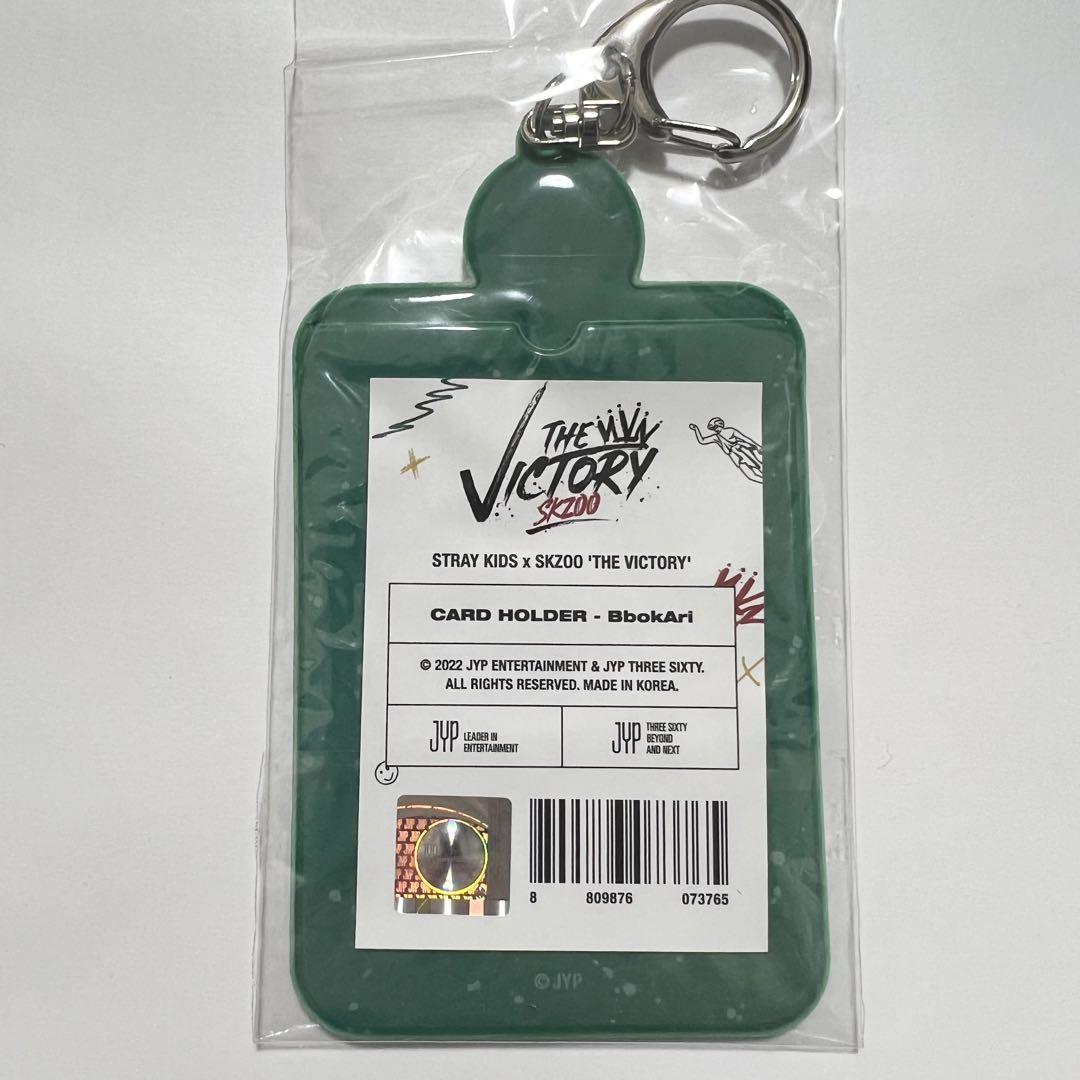 THE
VICTORY
SKZOO
STRAY KIDS x SKZOO 'THE VICTORY'
CARD HOLDER - BbokAri
© 2022 JYP ENTERTAINMENT & JYP THREE SIXTY.
ALL RIGHTS RESERVED. MADE IN KOREA.
JYP LEADER IN
ENTERTAINMENT
JYP THREE SIXTY
BEYOND
AND NEXT
8 809876 073765
© JYP